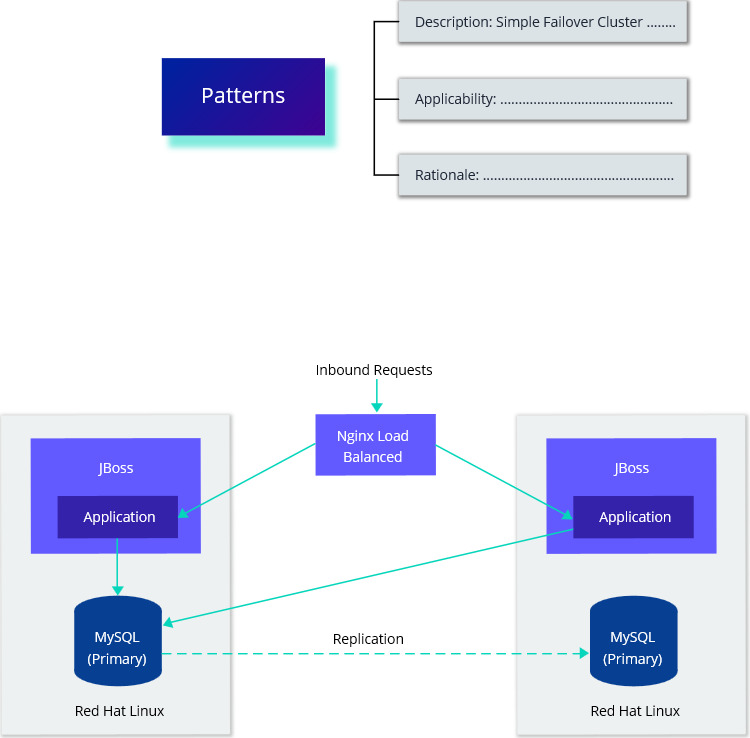 Patterns
Description: Simple Failover Cluster ........
Applicability: ................................................
Rationale: .....................................................
Inbound Requests
Nginx Load
Balanced
JBoss
Application
MySQL
(Primary)
Red Hat Linux
Replication
JBoss
Application
MySQL
(Primary)
Red Hat Linux